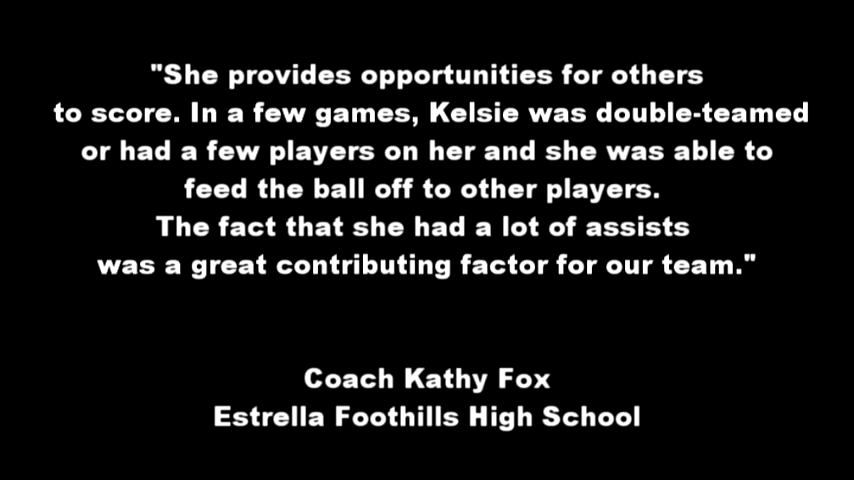 "She provides opportunities for others
to score. In a few games, Kelsie was double-teamed
or had a few players on her and she was able to
feed the ball off to other players.
The fact that she had a lot of assists
was a great contributing factor for our team."
Coach Kathy Fox
Estrella Foothills High School